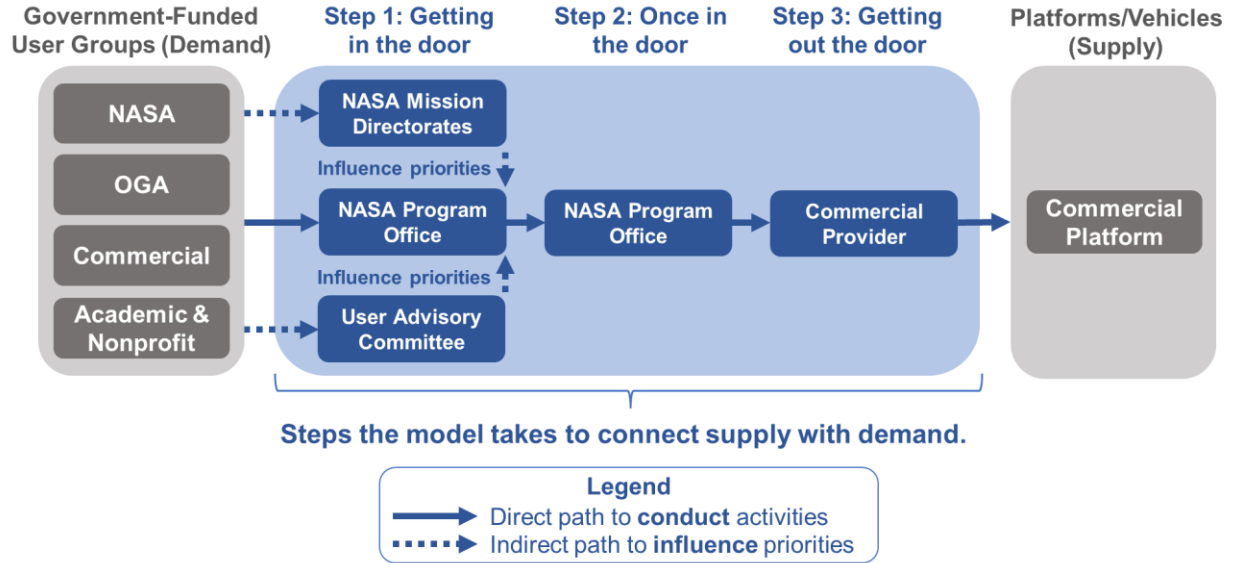 Government-Funded
User Groups (Demand)
Step 1: Getting
in the door
Step 2: Once in
the door
Step 3: Getting
out the door
Platforms/Vehicles
(Supply)
NASA
OGA
Commercial
Academic &
Nonprofit
NASA Mission
Directorates
Influence priorities
NASA Program
Office
Influence priorities
User Advisory
Committee
NASA Program
Office
Commercial
Provider
Commercial
Platform
Steps the model takes to connect supply with demand.
Legend
Direct path to conduct activities
Indirect path to influence priorities